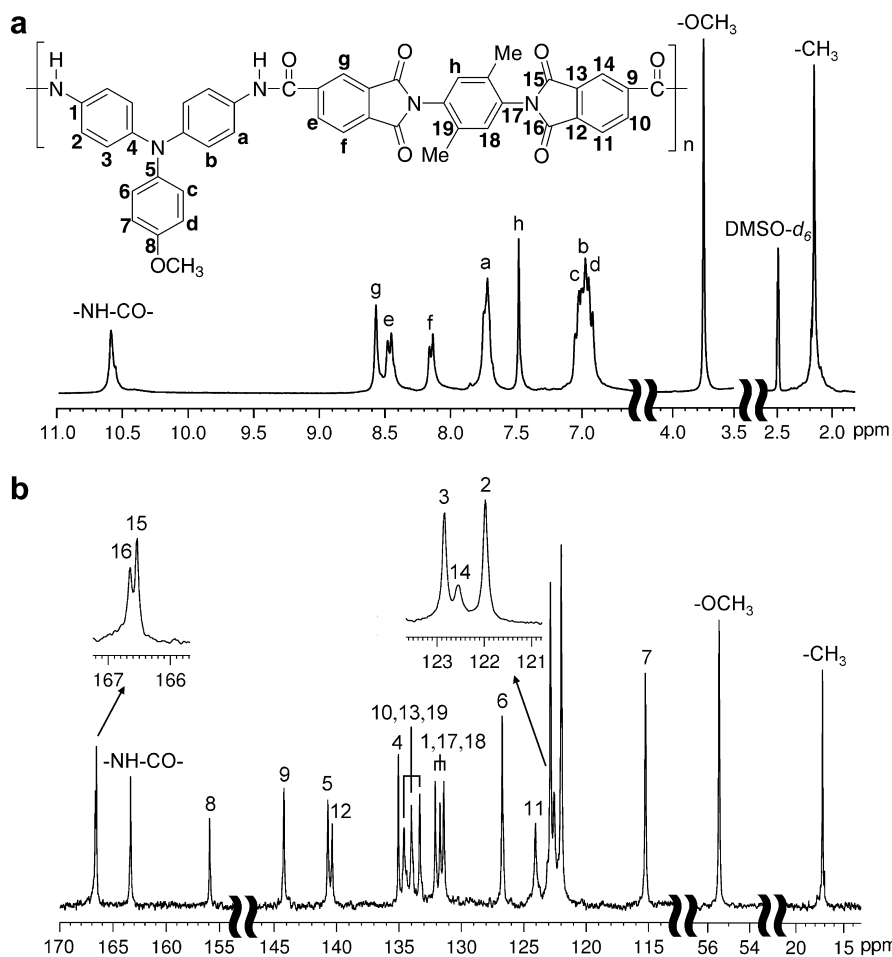 a
-OCH3
-CH3
H
N
H
N
O
C
g
O
N
O
h
Me
Me
O
N
O
15
13
14
9
O
C
n
1
2
3
4
N
5
b
a
e
f
19
18
17
16
12
11
10
6
7
c
d
8
OCH3
-NH-CO-
g
e
f
a
h
b
c
d
DMSO-d6
11.0 10.5 10.0 9.5 9.0 8.5 8.0 7.5 7.0 4.0 3.5 2.5 2.0 ppm
b
15
16
167 166
3
2
14
123 122 121
-NH-CO-
8
9
5
12
4
10,13,19
1,17,18
6
11
7
-OCH3
-CH3
170 165 160 155 145 140 135 130 125 120 115 56 54 20 15 ppm